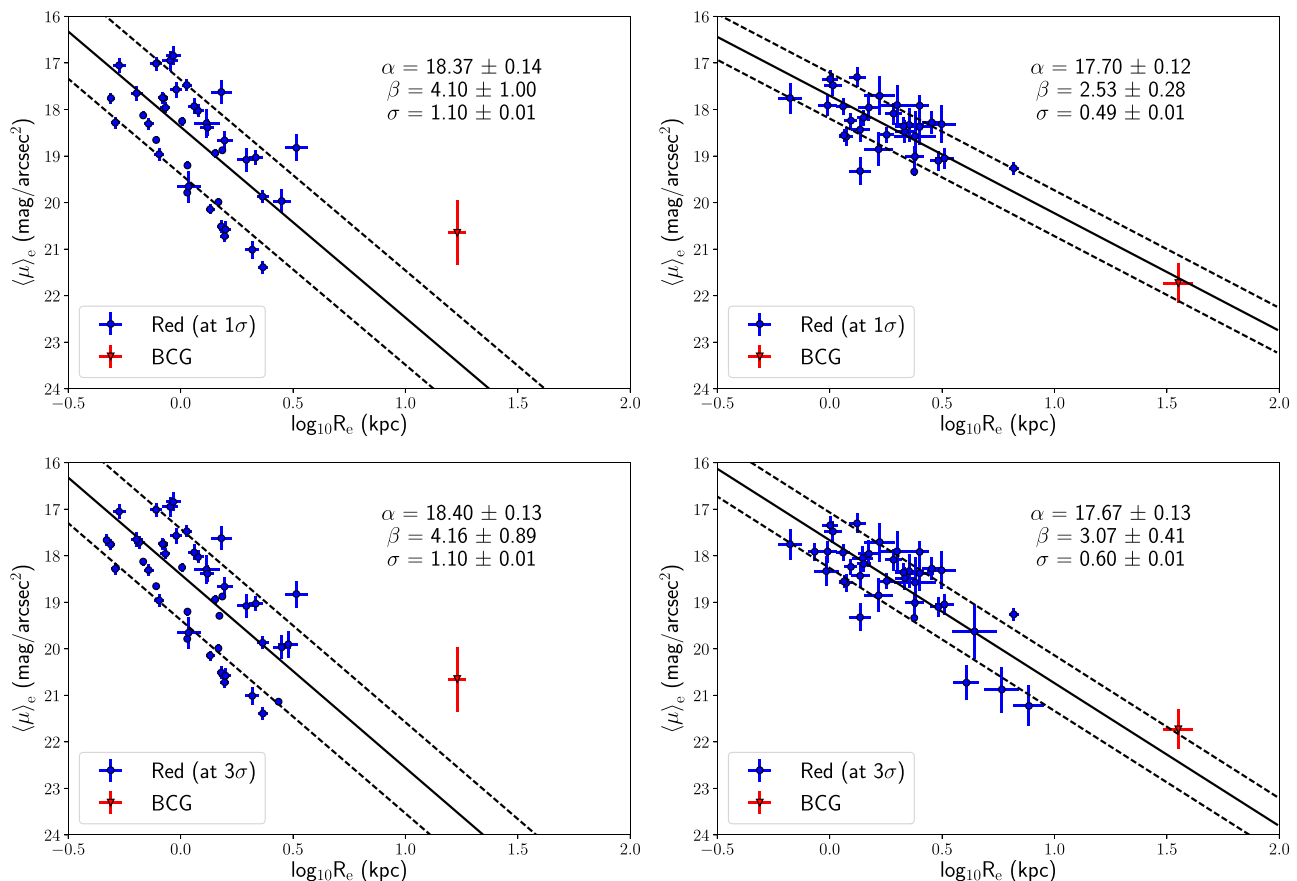 16
17
18
19
20
21
22
23
24
⟨μ⟩e (mag/arcsec²)
α = 18.37 ± 0.14
β = 4.10 ± 1.00
σ = 1.10 ± 0.01
Red (at 1σ)
BCG
−0.5 0.0 0.5 1.0 1.5 2.0
log₁₀Rₑ (kpc)
16
17
18
19
20
21
22
23
24
⟨μ⟩e (mag/arcsec²)
α = 17.70 ± 0.12
β = 2.53 ± 0.28
σ = 0.49 ± 0.01
Red (at 1σ)
BCG
−0.5 0.0 0.5 1.0 1.5 2.0
log₁₀Rₑ (kpc)
16
17
18
19
20
21
22
23
24
⟨μ⟩e (mag/arcsec²)
α = 18.40 ± 0.13
β = 4.16 ± 0.89
σ = 1.10 ± 0.01
Red (at 3σ)
BCG
−0.5 0.0 0.5 1.0 1.5 2.0
log₁₀Rₑ (kpc)
16
17
18
19
20
21
22
23
24
⟨μ⟩e (mag/arcsec²)
α = 17.67 ± 0.13
β = 3.07 ± 0.41
σ = 0.60 ± 0.01
Red (at 3σ)
BCG
−0.5 0.0 0.5 1.0 1.5 2.0
log₁₀Rₑ (kpc)